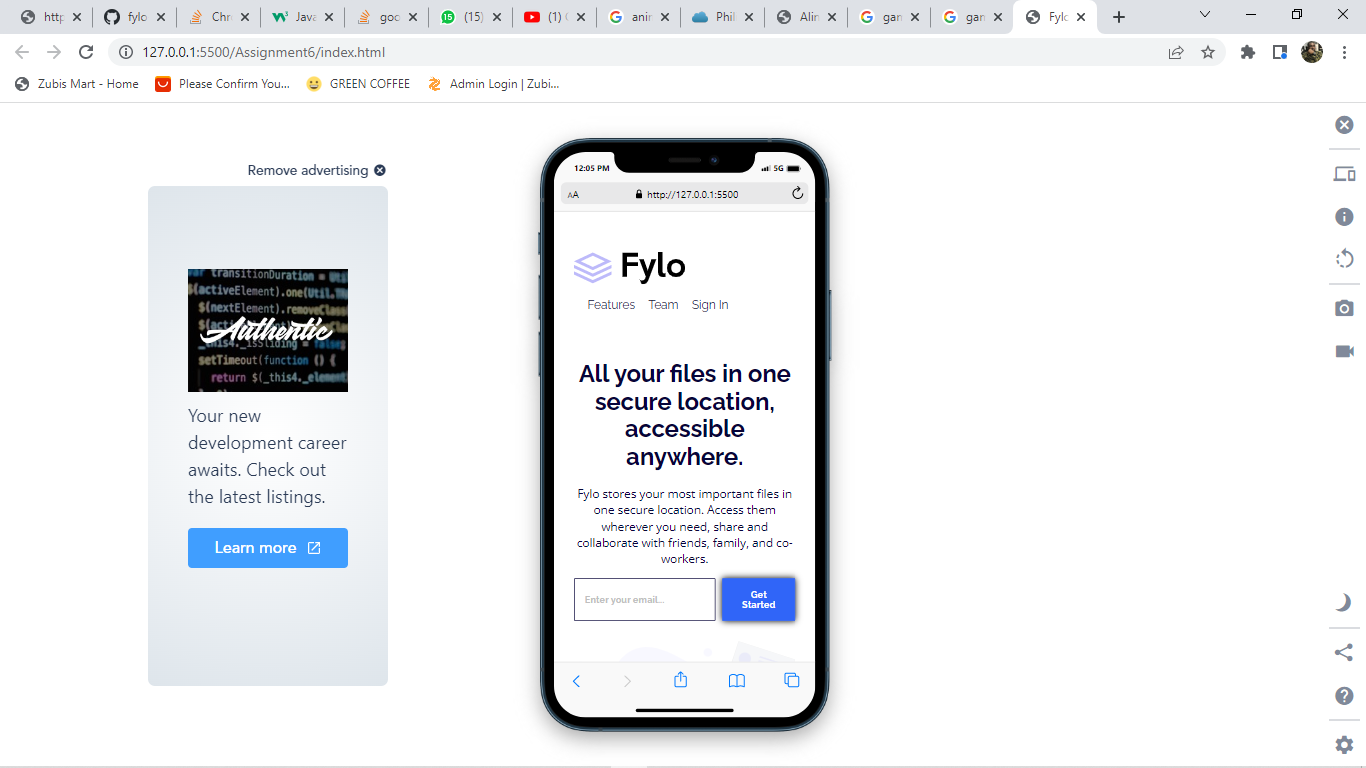 http
fylo
Chr
Java
goo
(15)
(1)
anir
Phil
Alin
gan
gan
Fylo
127.0.0.1:5500/Assignment6/index.html
Zubis Mart - Home
Please Confirm You...
GREEN COFFEE
Admin Login | Zubi...
Remove advertising
var transitionDuration = Util.TR
$(activeElement).one(Util.TR
$(nextElement).removeClass
Authentic
_this4._isSliding = false;
setTimeout(function () {
return $(_this4._element
Your new
development career
awaits. Check out
the latest listings.
Learn more
12:05 PM
5G
AA
http://127.0.0.1:5500
Fylo
Features Team Sign In
All your files in one
secure location,
accessible
anywhere.
Fylo stores your most important files in
one secure location. Access them
wherever you need, share and
collaborate with friends, family, and co-
workers.
Enter your email...
Get
Started